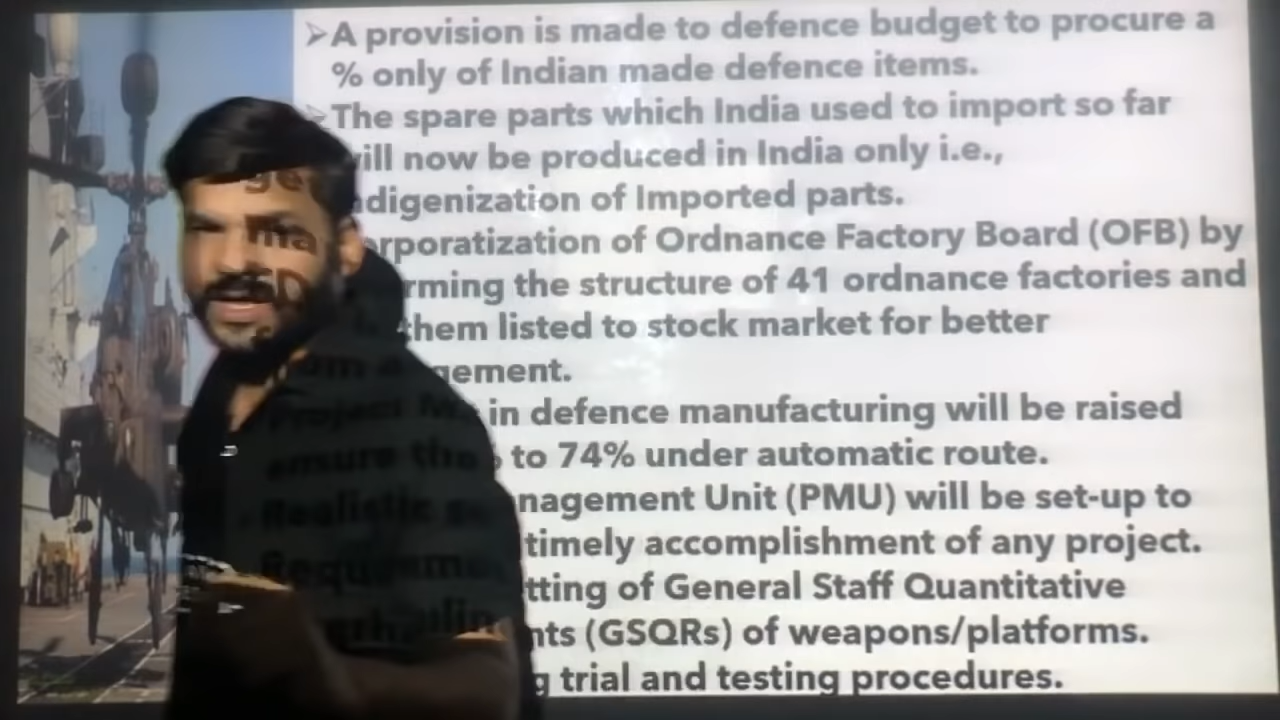 ➢A provision is made to defence budget to procure a
% only of Indian made defence items.
➢The spare parts which India used to import so far
ill now be produced in India only i.e.,
digenization of Imported parts.
rporatization of Ordnance Factory Board (OFB) by
rming the structure of 41 ordnance factories and
them listed to stock market for better
gement.
in defence manufacturing will be raised
to 74% under automatic route.
nagement Unit (PMU) will be set-up to
timely accomplishment of any project.
tting of General Staff Quantitative
nts (GSQRs) of weapons/platforms.
g trial and testing procedures.